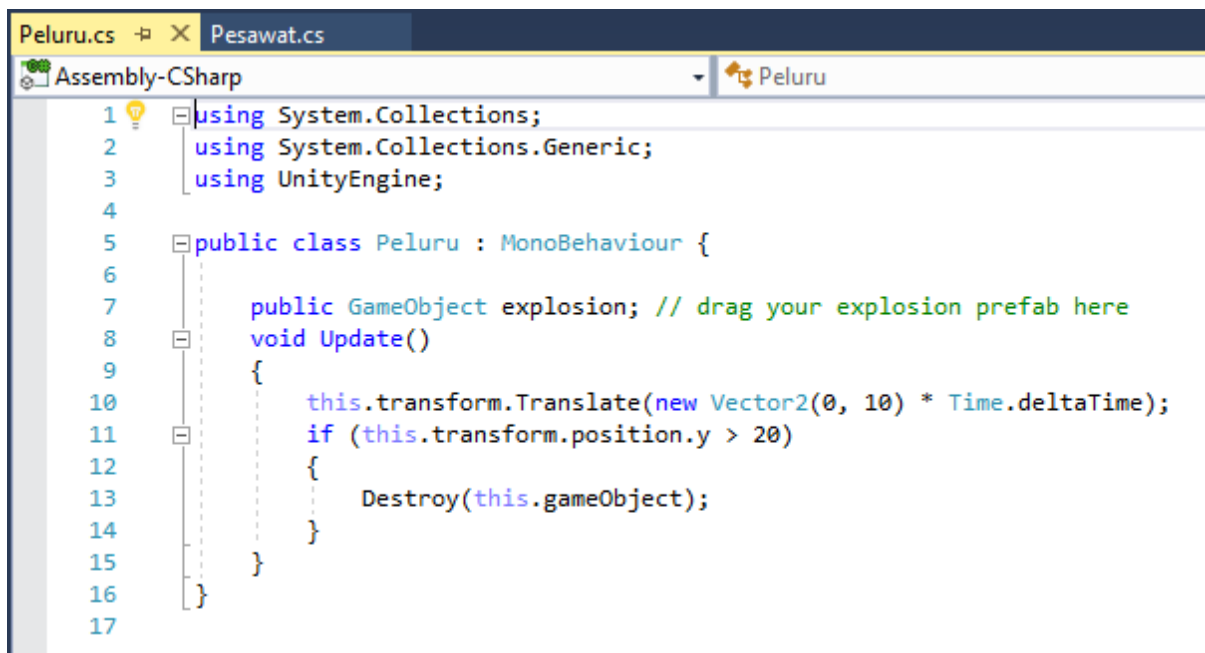 Peluru.cs Pesawat.cs
Assembly-CSharp Peluru
1 using System.Collections;
2 using System.Collections.Generic;
3 using UnityEngine;
4
5 public class Peluru : MonoBehaviour {
6
7 public GameObject explosion; // drag your explosion prefab here
8 void Update()
9 {
10 this.transform.Translate(new Vector2(0, 10) * Time.deltaTime);
11 if (this.transform.position.y > 20)
12 {
13 Destroy(this.gameObject);
14 }
15 }
16 }
17